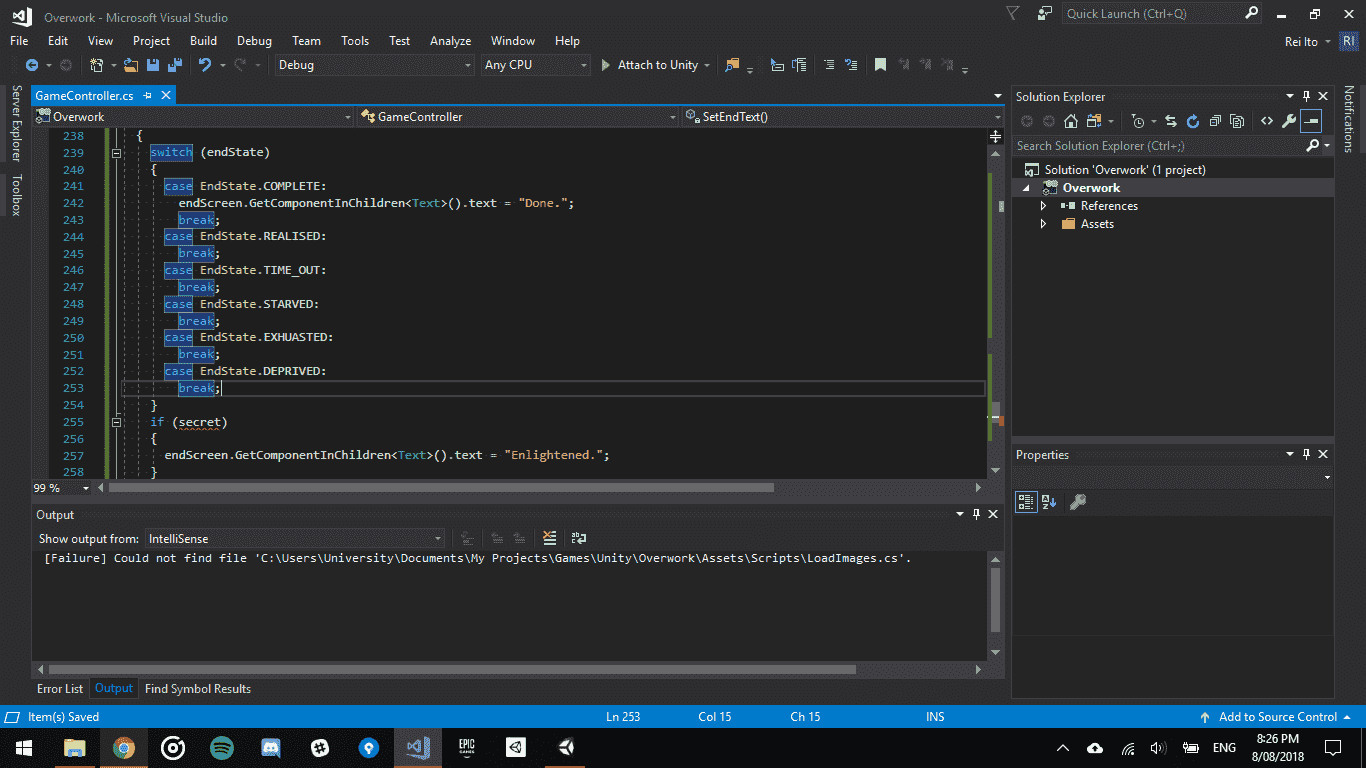 Overwork - Microsoft Visual Studio
Quick Launch (Ctrl+Q)
File Edit View Project Build Debug Team Tools Test Analyze Window Help
Rei Ito RI
Debug Any CPU Attach to Unity
Server Explorer
Toolbox
GameController.cs
Overwork GameController SetEndText()
238 {
239 switch (endState)
240 {
241 case EndState.COMPLETE:
242 endScreen.GetComponentInChildren<Text>().text = "Done.";
243 break;
244 case EndState.REALISED:
245 break;
246 case EndState.TIME_OUT:
247 break;
248 case EndState.STARVED:
249 break;
250 case EndState.EXHUASTED:
251 break;
252 case EndState.DEPRIVED:
253 break;
254 }
255 if (secret)
256 {
257 endScreen.GetComponentInChildren<Text>().text = "Enlightened.";
258 }
99 %
Output
Show output from: IntelliSense
[Failure] Could not find file 'C:\Users\University\Documents\My Projects\Games\Unity\Overwork\Assets\Scripts\LoadImages.cs'.
Error List Output Find Symbol Results
Solution Explorer
Search Solution Explorer (Ctrl+;)
Solution 'Overwork' (1 project)
Overwork
References
Assets
Properties
Notifications
Item(s) Saved Ln 253 Col 15 Ch 15 INS Add to Source Control
EPIC
GAMES
ENG
8:26 PM
8/08/2018